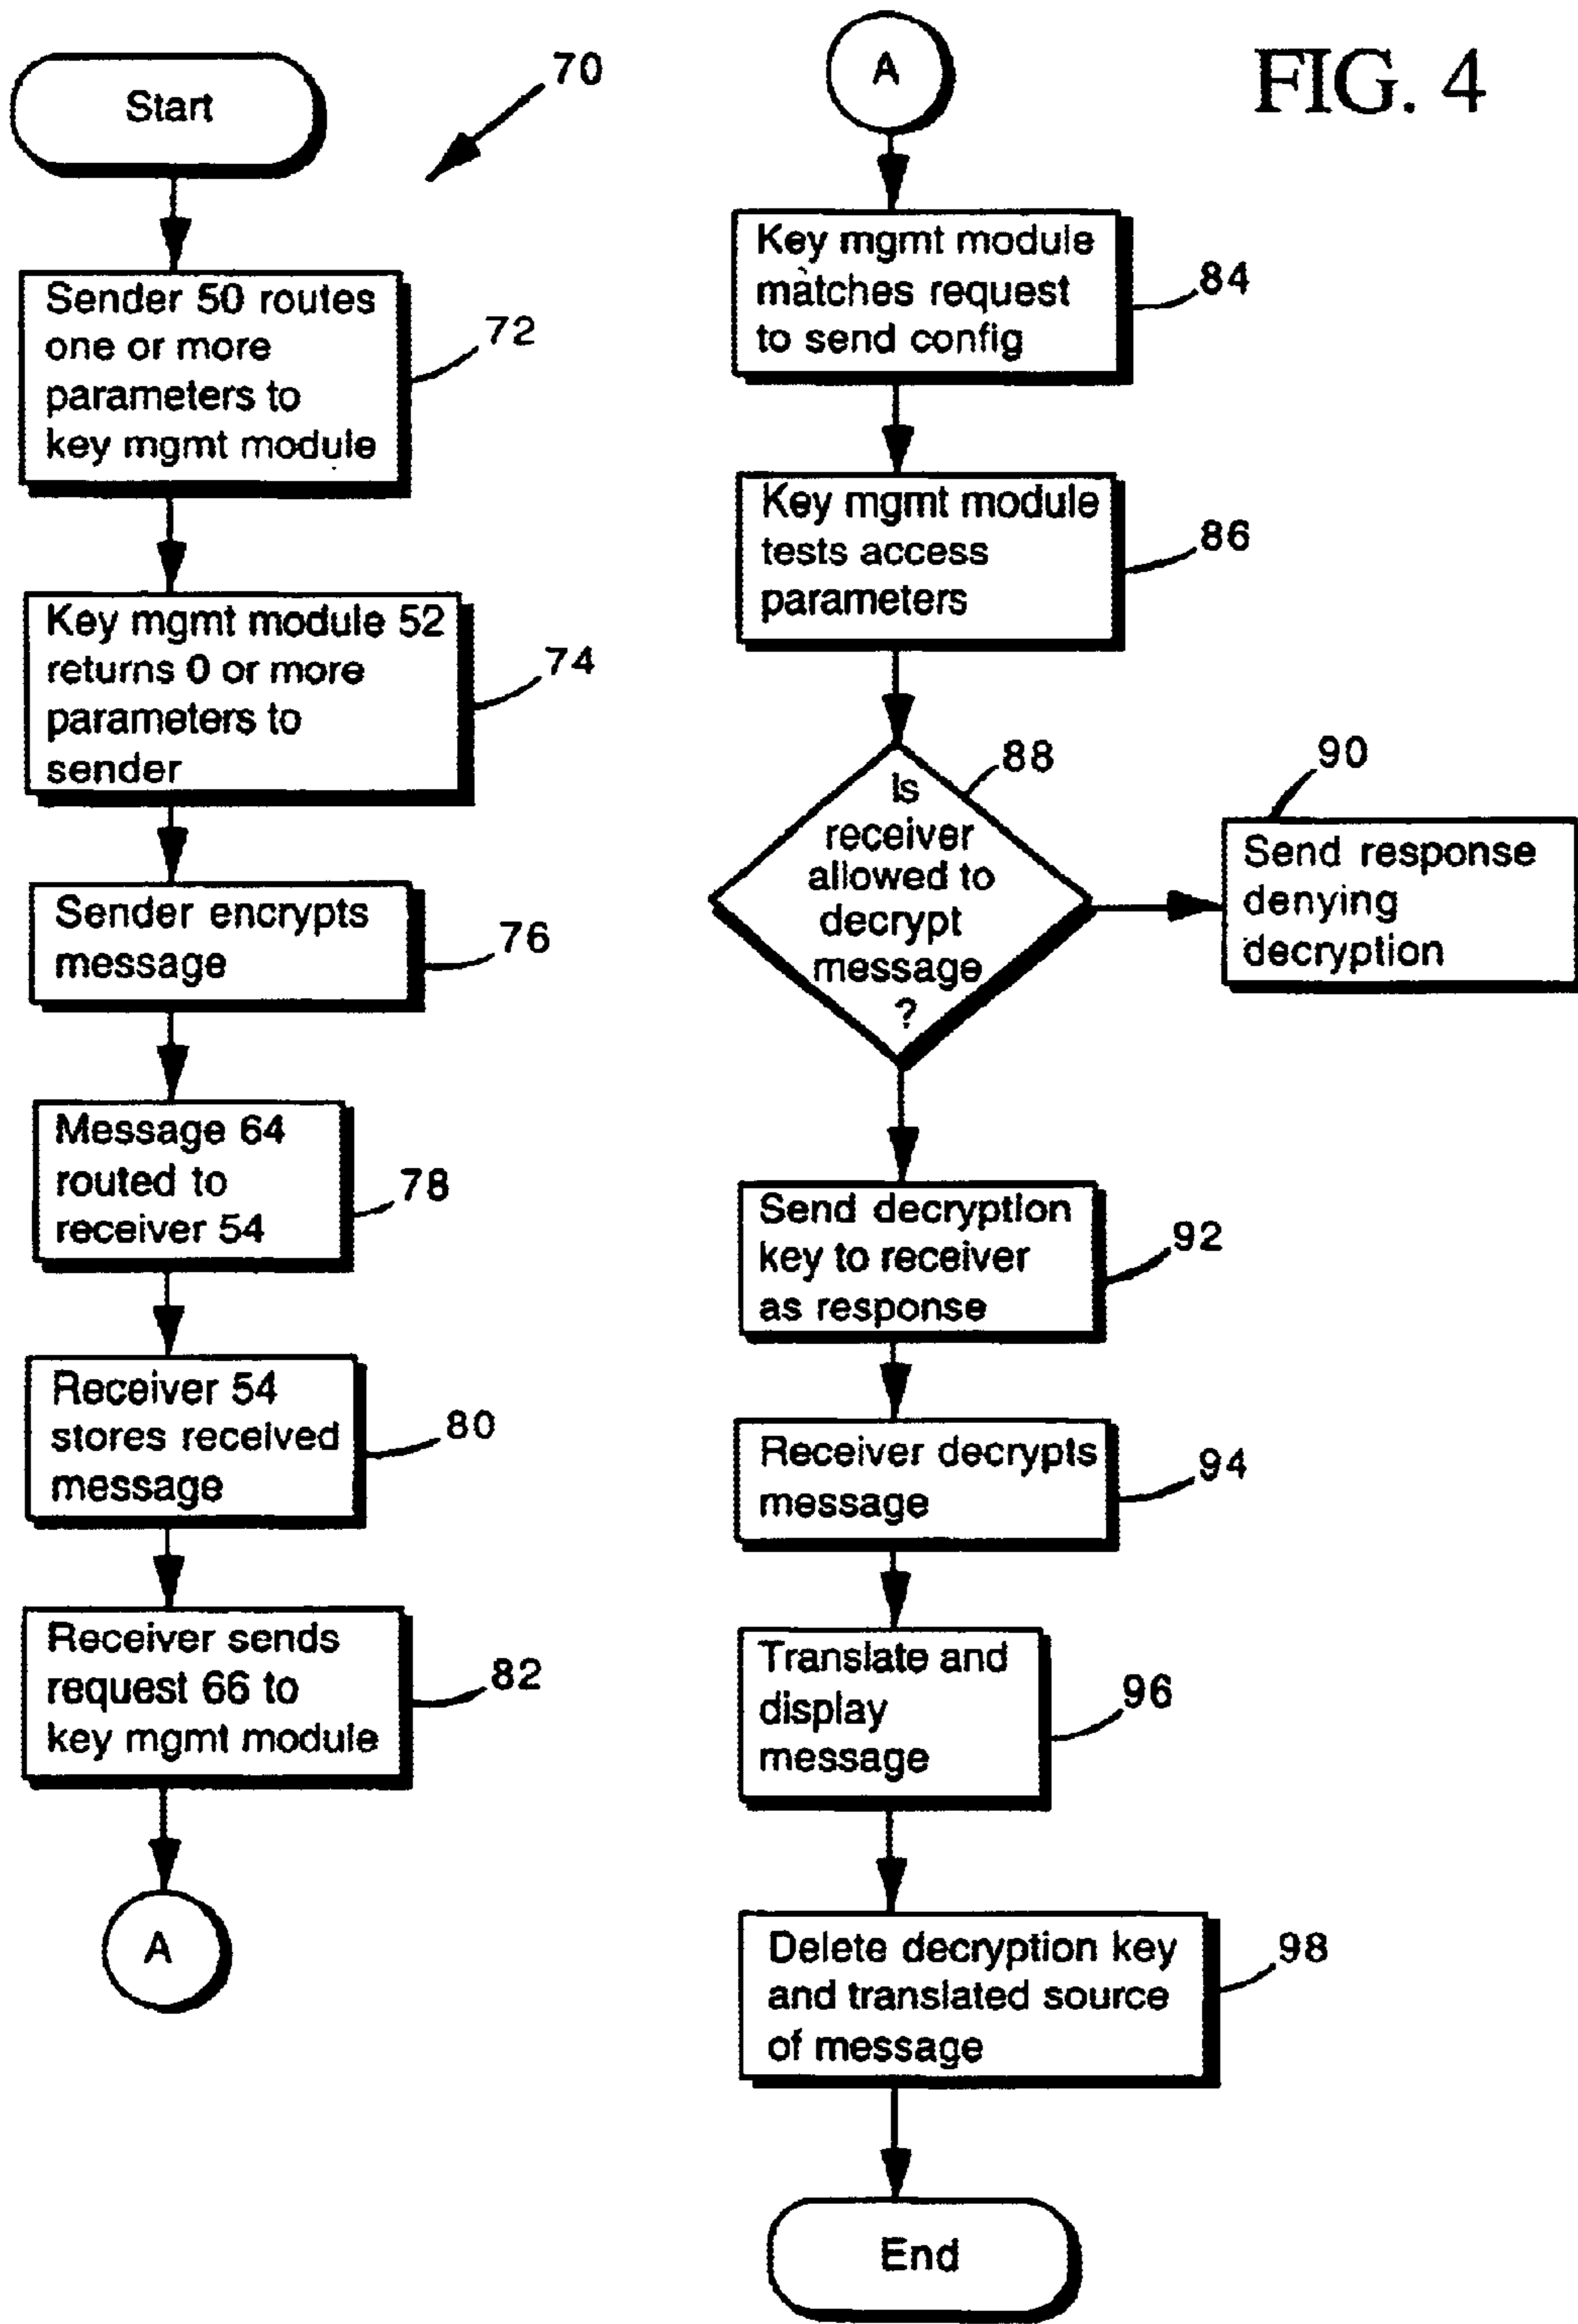 FIG. 4
70
Start
Sender 50 routes
one or more
parameters to
key mgmt module
72
Key mgmt module 52
returns 0 or more
parameters to
sender
74
Sender encrypts
message
76
Message 64
routed to
receiver 54
78
Receiver 54
stores received
message
80
Receiver sends
request 66 to
key mgmt module
82
A
A
Key mgmt module
matches request
to send config
84
Key mgmt module
tests access
parameters
86
Is
receiver
allowed to
decrypt
message
?
88
90
Send response
denying
decryption
Send decryption
key to receiver
as response
92
Receiver decrypts
message
94
Translate and
display
message
96
Delete decryption key
and translated source
of message
98
End